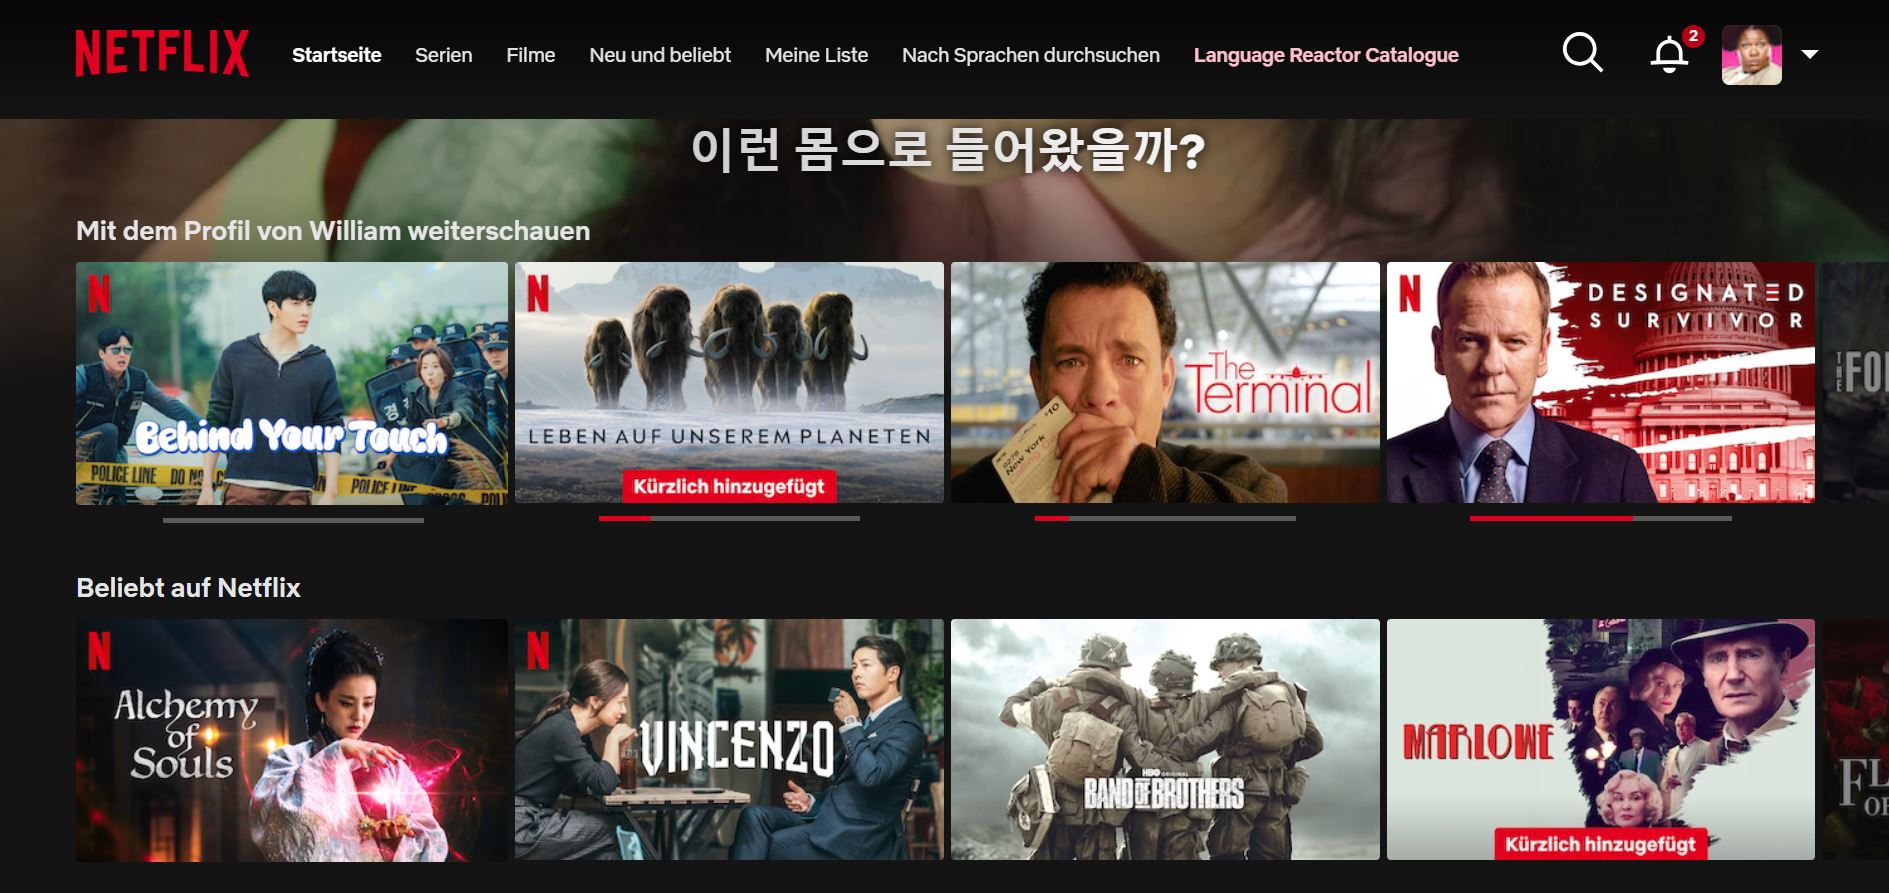 NETFLIX
Startseite
Serien
Filme
Neu und beliebt
Meine Liste
Nach Sprachen durchsuchen
Language Reactor Catalogue
2
이런 몸으로 들어왔을까?
Mit dem Profil von William weiterschauen
N
경찰
Behind Your Touch
POLICE LINE DO NO
POLICE LINE
POLI
N
LEBEN AUF UNSEREM PLANETEN
Kürzlich hinzugefügt
The
Terminal
New York
N
DESIGNATED
SURVIVOR
THE
FO
Beliebt auf Netflix
N
Alchemy
of
Souls
N
VINCENZO
HBO ORIGINAL
BAND OF BROTHERS
MARLOWE
Kürzlich hinzugefügt
FL
OF